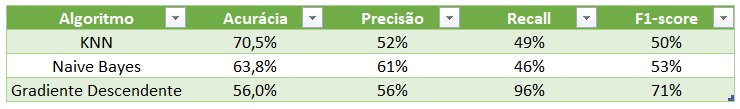 Algoritmo Acurácia Precisão Recall F1-score
KNN 70,5% 52% 49% 50%
Naive Bayes 63,8% 61% 46% 53%
Gradiente Descendente 56,0% 56% 96% 71%